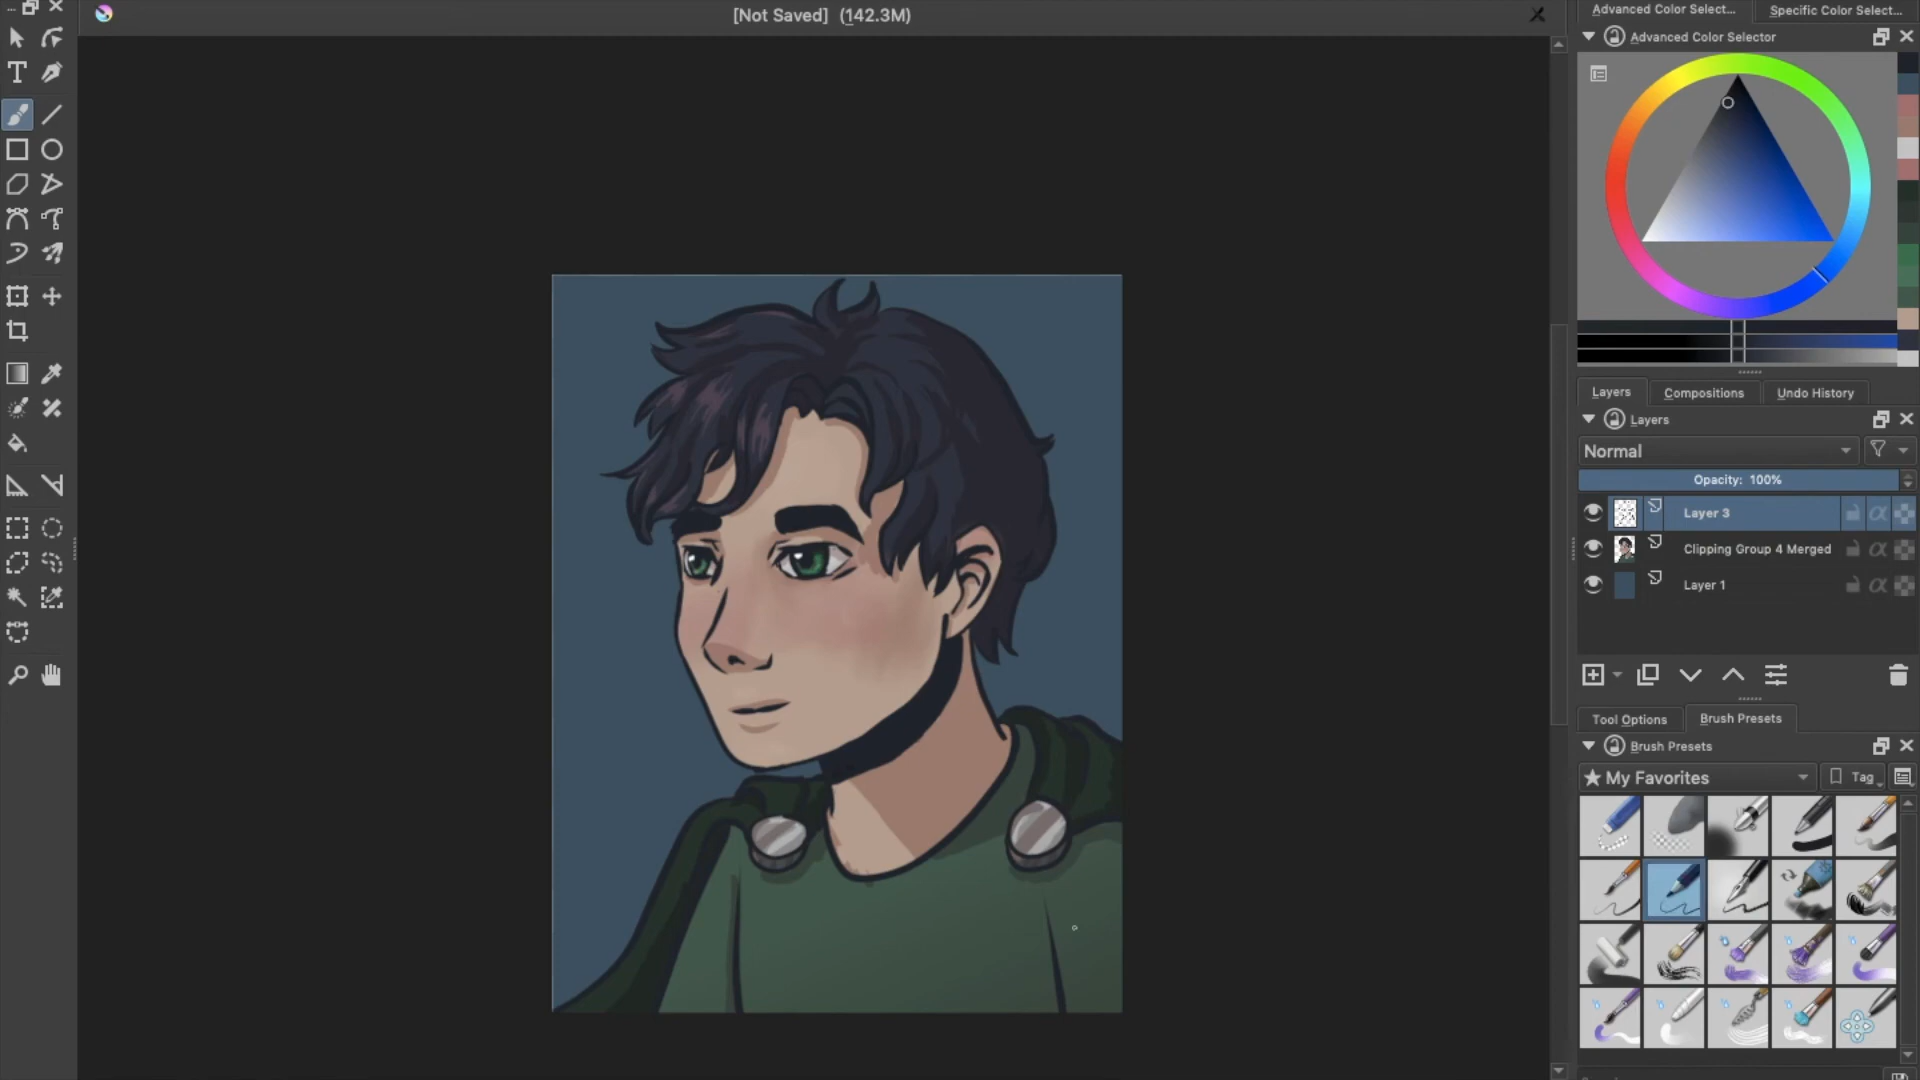 [Not Saved]  (142.3M)
Advanced Color Select...
Specific Color Select...
Advanced Color Selector
Layers
Compositions
Undo History
Layers
Normal
Opacity: 100%
Layer 3
Clipping Group 4 Merged
Layer 1
Tool Options
Brush Presets
Brush Presets
★ My Favorites
Tag